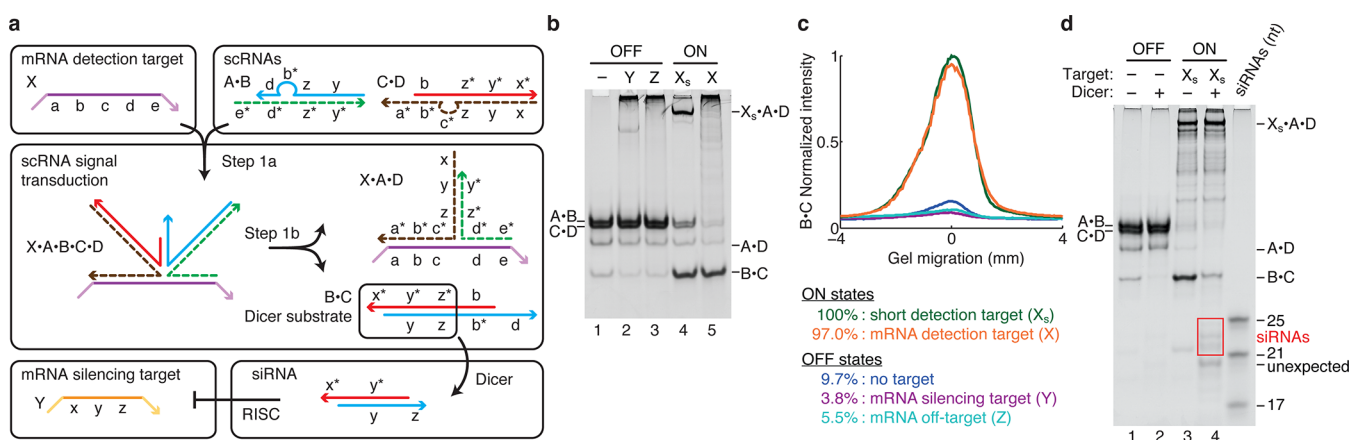 a
mRNA detection target
X
a b c d e
scRNAs
A•B
d b* z y
e* d* z* y*
C•D
b z* y* x*
a* b* c* z y x
Step 1a
scRNA signal
transduction
X•A•B•C•D
Step 1b
X•A•D
x
y y*
z z*
a* b* c* d* e*
a b c d e
B•C
Dicer substrate
x* y* z* b
y z b* d
Dicer
mRNA silencing target
Y
x y z
RISC
siRNA
x* y*
y z
b
OFF ON
– Y Z Xs X
Xs•A•D
A•B
C•D
A•D
B•C
1 2 3 4 5
c
B•C Normalized intensity
1
0.5
0
−4 0 4
Gel migration (mm)
ON states
100% : short detection target (Xs)
97.0% : mRNA detection target (X)
OFF states
9.7% : no target
3.8% : mRNA silencing target (Y)
5.5% : mRNA off-target (Z)
d
OFF ON
Target: – – Xs Xs
Dicer: – + – +
siRNAs (nt)
Xs•A•D
A•B
C•D
A•D
B•C
25
siRNAs
21
unexpected
17
1 2 3 4